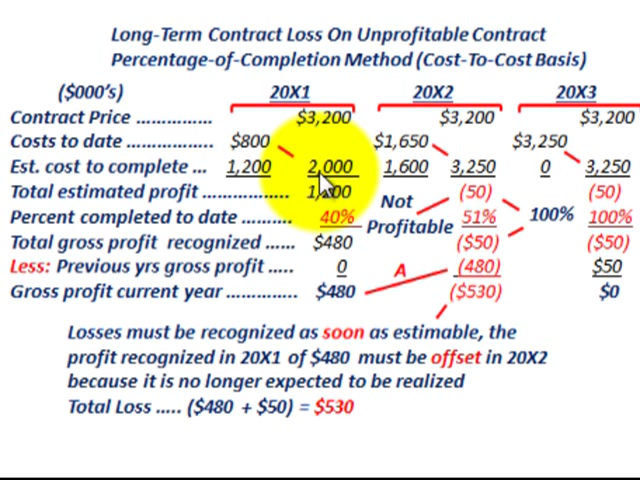 Long-Term Contract Loss On Unprofitable Contract
Percentage-of-Completion Method (Cost-To-Cost Basis)
($000's) 20X1 20X2 20X3
Contract Price ............... $3,200 $3,200 $3,200
Costs to date .................. $800 $1,650 $3,250
Est. cost to complete ... 1,200 2,000 1,600 3,250 0 3,250
Total estimated profit ................. (50) (50)
Not
Profitable
Percent completed to date .......... 40% 51% 100% 100%
Total gross profit recognized ...... $480 ($50) ($50)
Less: Previous yrs gross profit ..... 0 A (480) $50
Gross profit current year .............. $480 ($530) $0
Losses must be recognized as soon as estimable, the
profit recognized in 20X1 of $480 must be offset in 20X2
because it is no longer expected to be realized
Total Loss ..... ($480 + $50) = $530